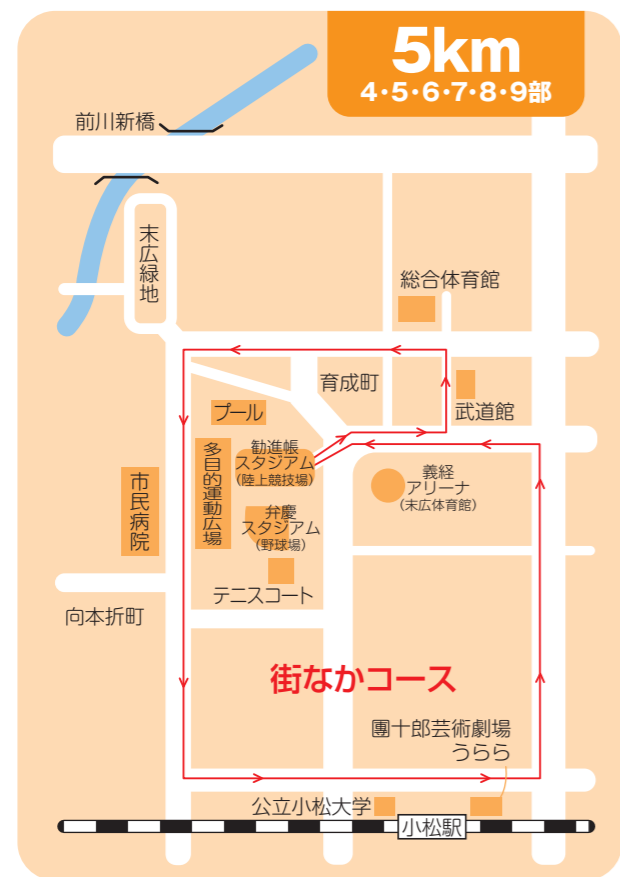 5km
4・5・6・7・8・9部
前川新橋
末広緑地
総合体育館
育成町
武道館
プール
勧進帳
スタジアム
(陸上競技場)
多目的運動広場
義経
アリーナ
(末広体育館)
市民病院
弁慶
スタジアム
(野球場)
テニスコート
向本折町
街なかコース
團十郎芸術劇場
うらら
公立小松大学
小松駅